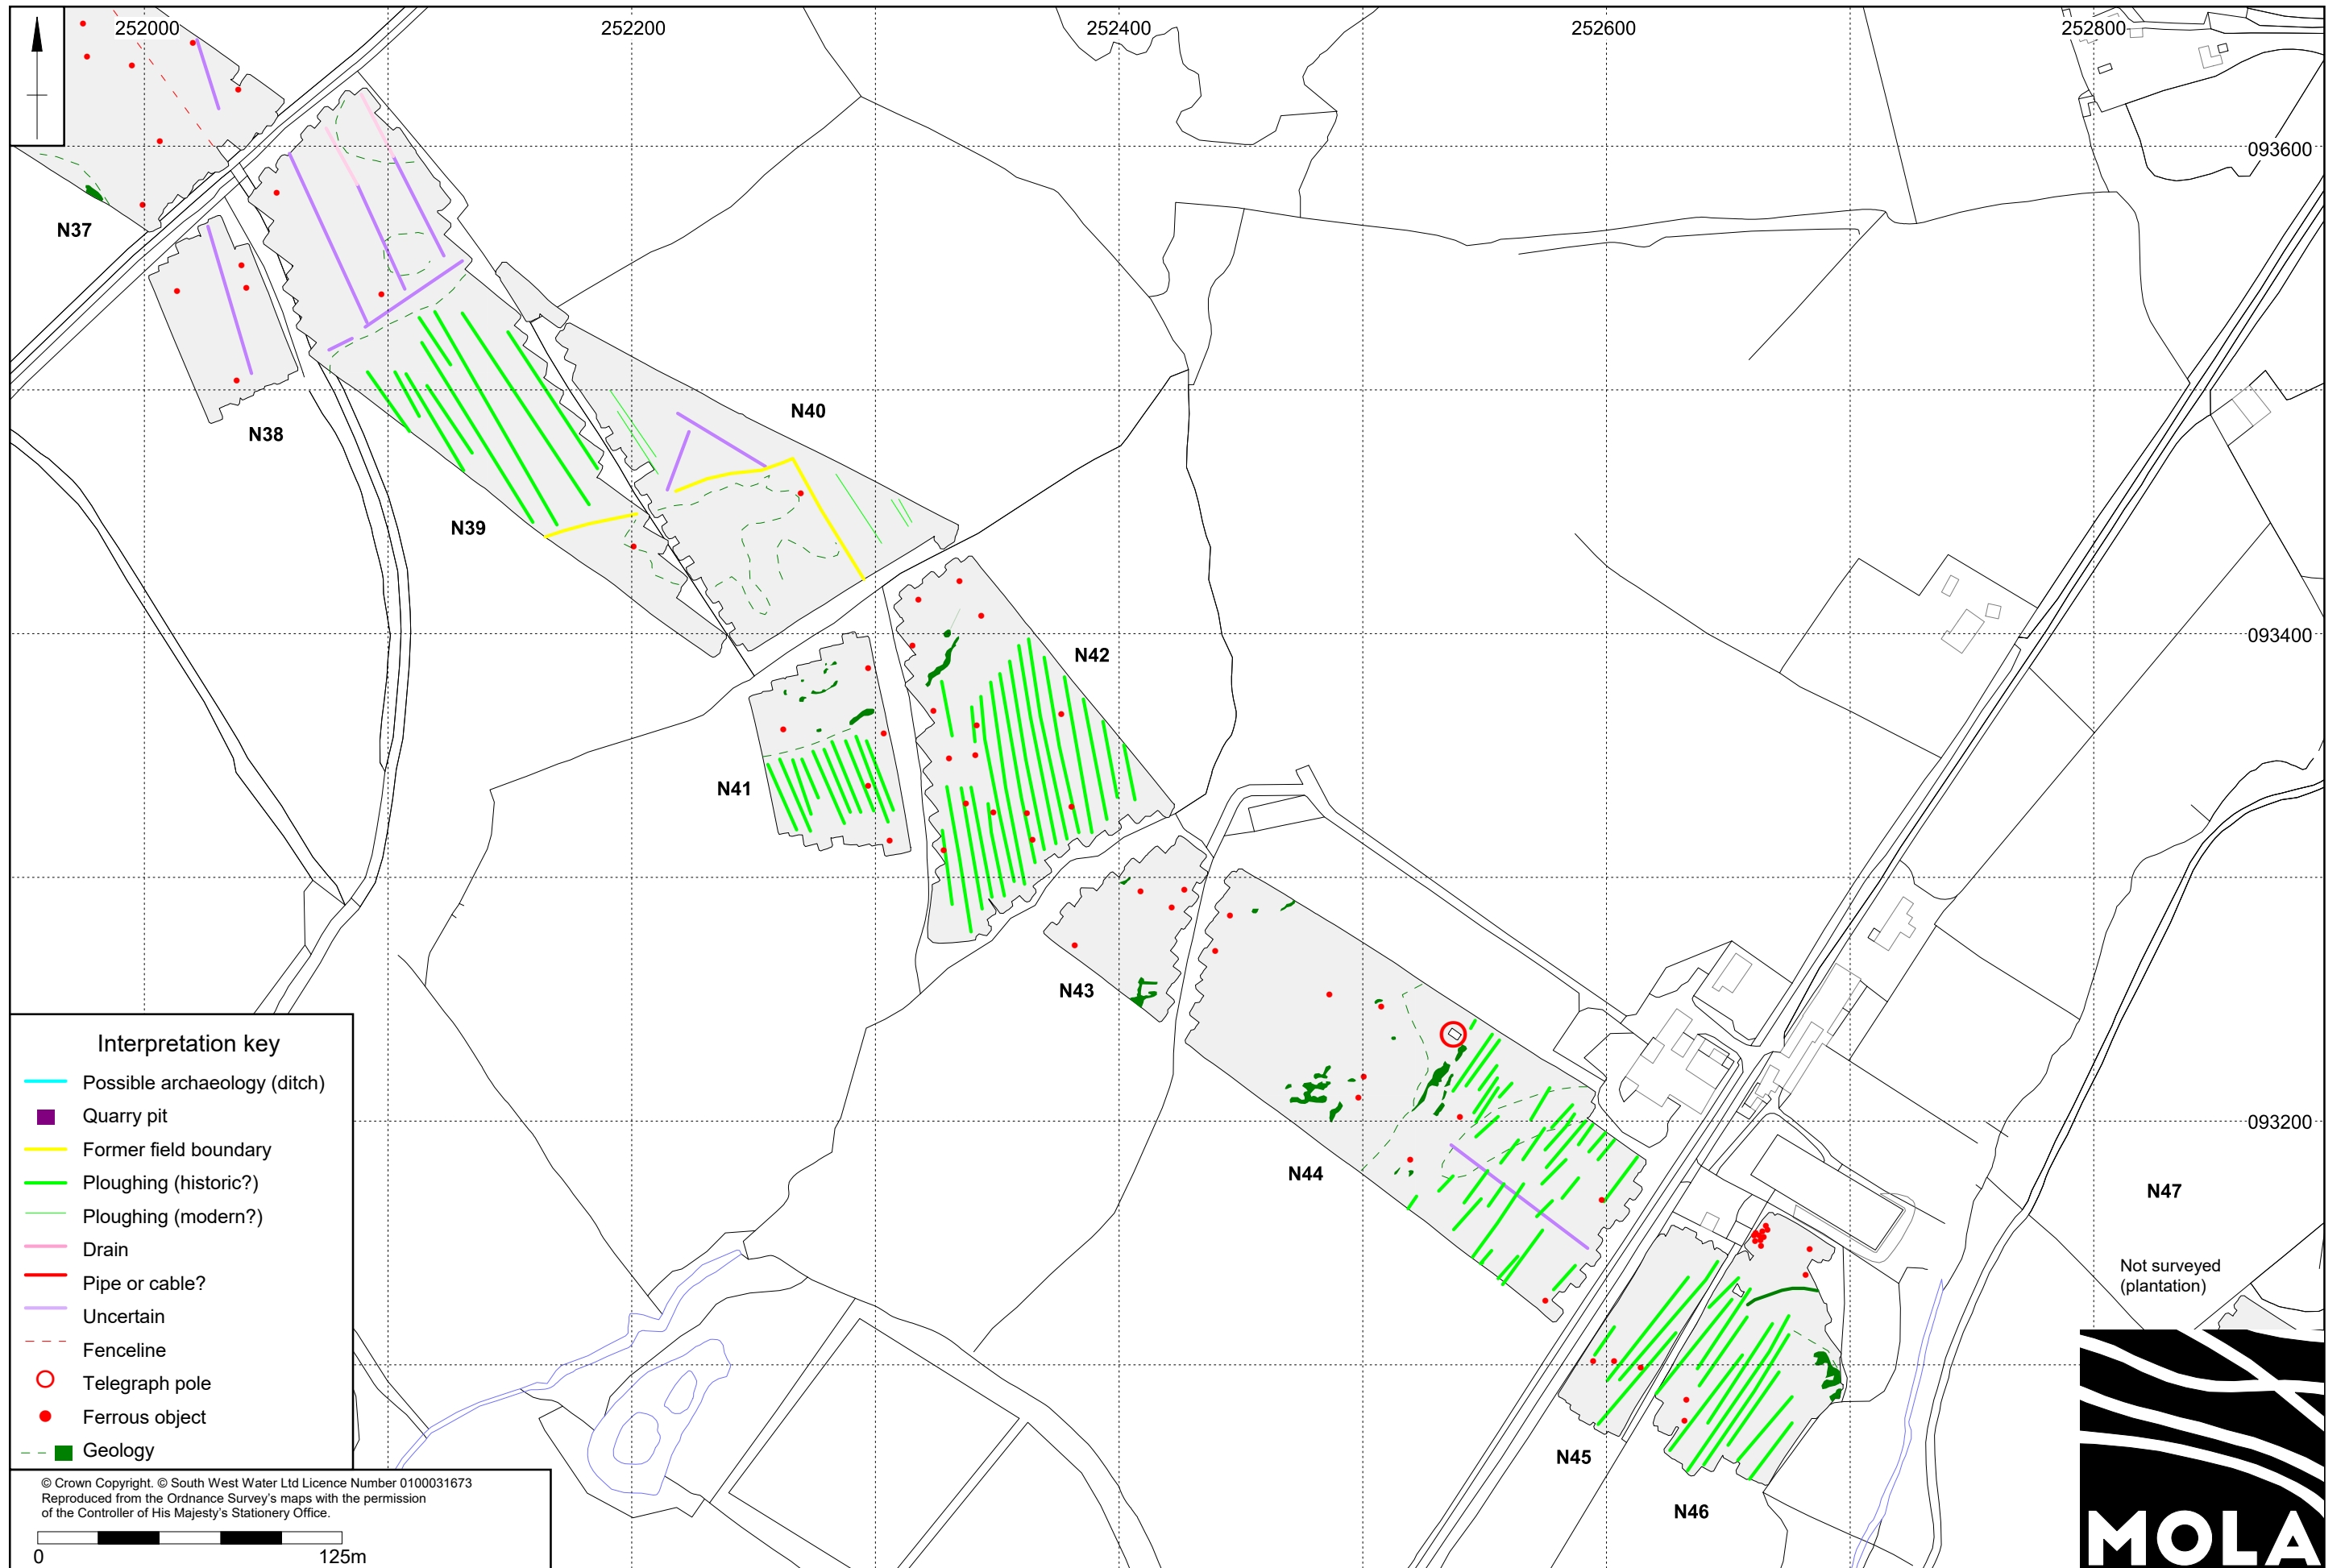 252000
252200
252400
252600
252800
093600
N37
N38
N40
N39
093400
N42
N41
N43
093200
N44
N47
Not surveyed
(plantation)
N45
N46
Interpretation key
Possible archaeology (ditch)
Quarry pit
Former field boundary
Ploughing (historic?)
Ploughing (modern?)
Drain
Pipe or cable?
Uncertain
Fenceline
Telegraph pole
Ferrous object
Geology
© Crown Copyright. © South West Water Ltd Licence Number 0100031673
Reproduced from the Ordnance Survey's maps with the permission
of the Controller of His Majesty's Stationery Office.
0
125m
MOLA